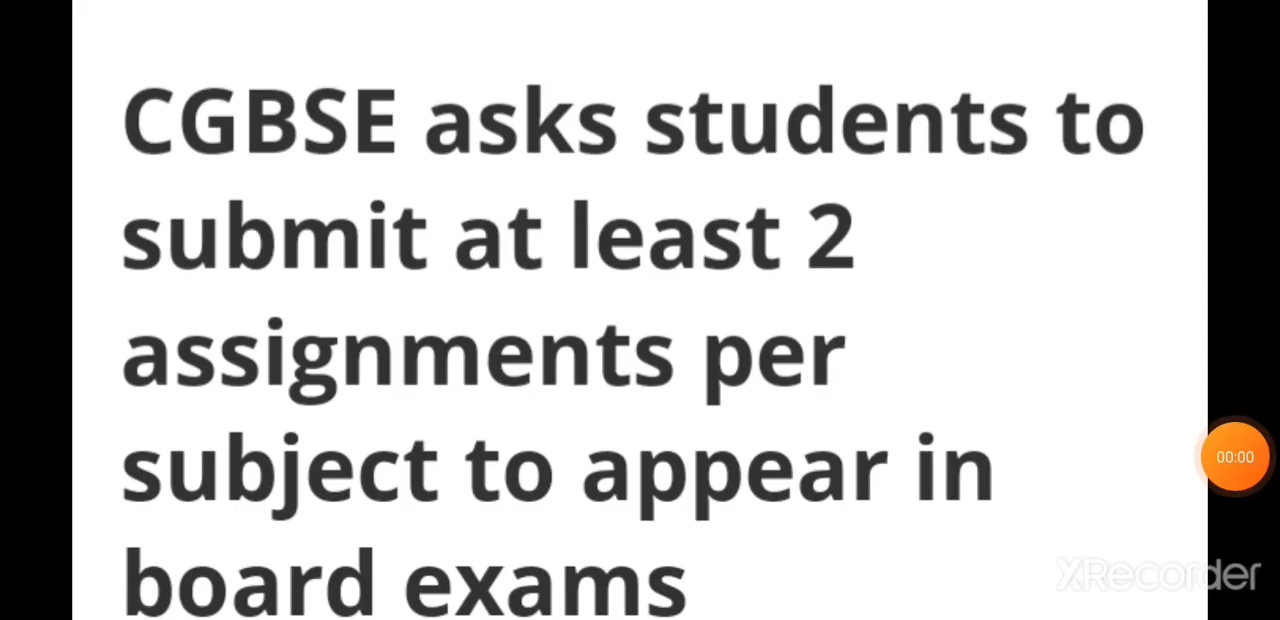 CGBSE asks students to
submit at least 2
assignments per
subject to appear in
00:00
board exams
XRecorder